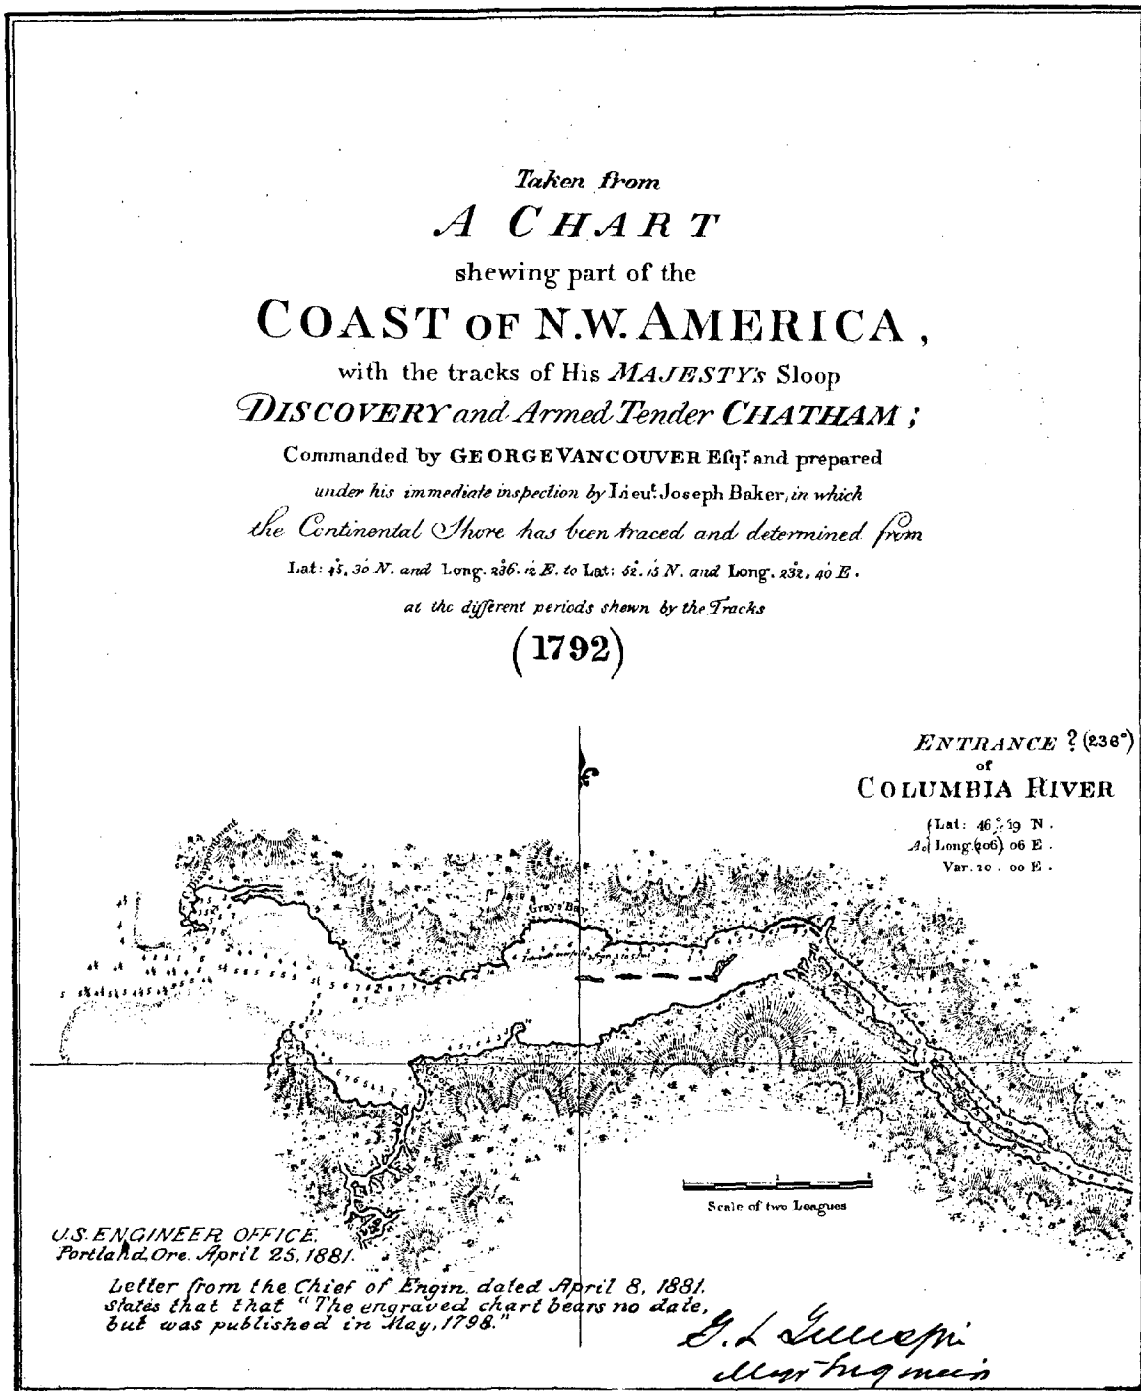 Taken from
A CHART
shewing part of the
COAST OF N.W. AMERICA,
with the tracks of His MAJESTY's Sloop
DISCOVERY and Armed Tender CHATHAM;
Commanded by GEORGE VANCOUVER Esqr. and prepared
under his immediate inspection by Lieut. Joseph Baker, in which
the Continental Shore has been traced and determined from
Lat: 45°. 30' N. and Long. 236°. 12' E. to Lat: 52°. 15' N. and Long. 232°. 40' E.
at the different periods shewn by the Tracks
(1792)
ENTRANCE ? (236°)
of
COLUMBIA RIVER
Lat: 46° 19 N.
Long. (206) 06 E.
Var. 20. 00 E.
Disappointment
Gray's Bay
Scale of two Leagues
U.S. ENGINEER OFFICE.
Portland, Ore. April 25, 1881.
Letter from the Chief of Engin. dated April 8, 1881.
states that that "The engraved chart bears no date,
but was published in May, 1798."
G. L. Gillespie
Major Engineers